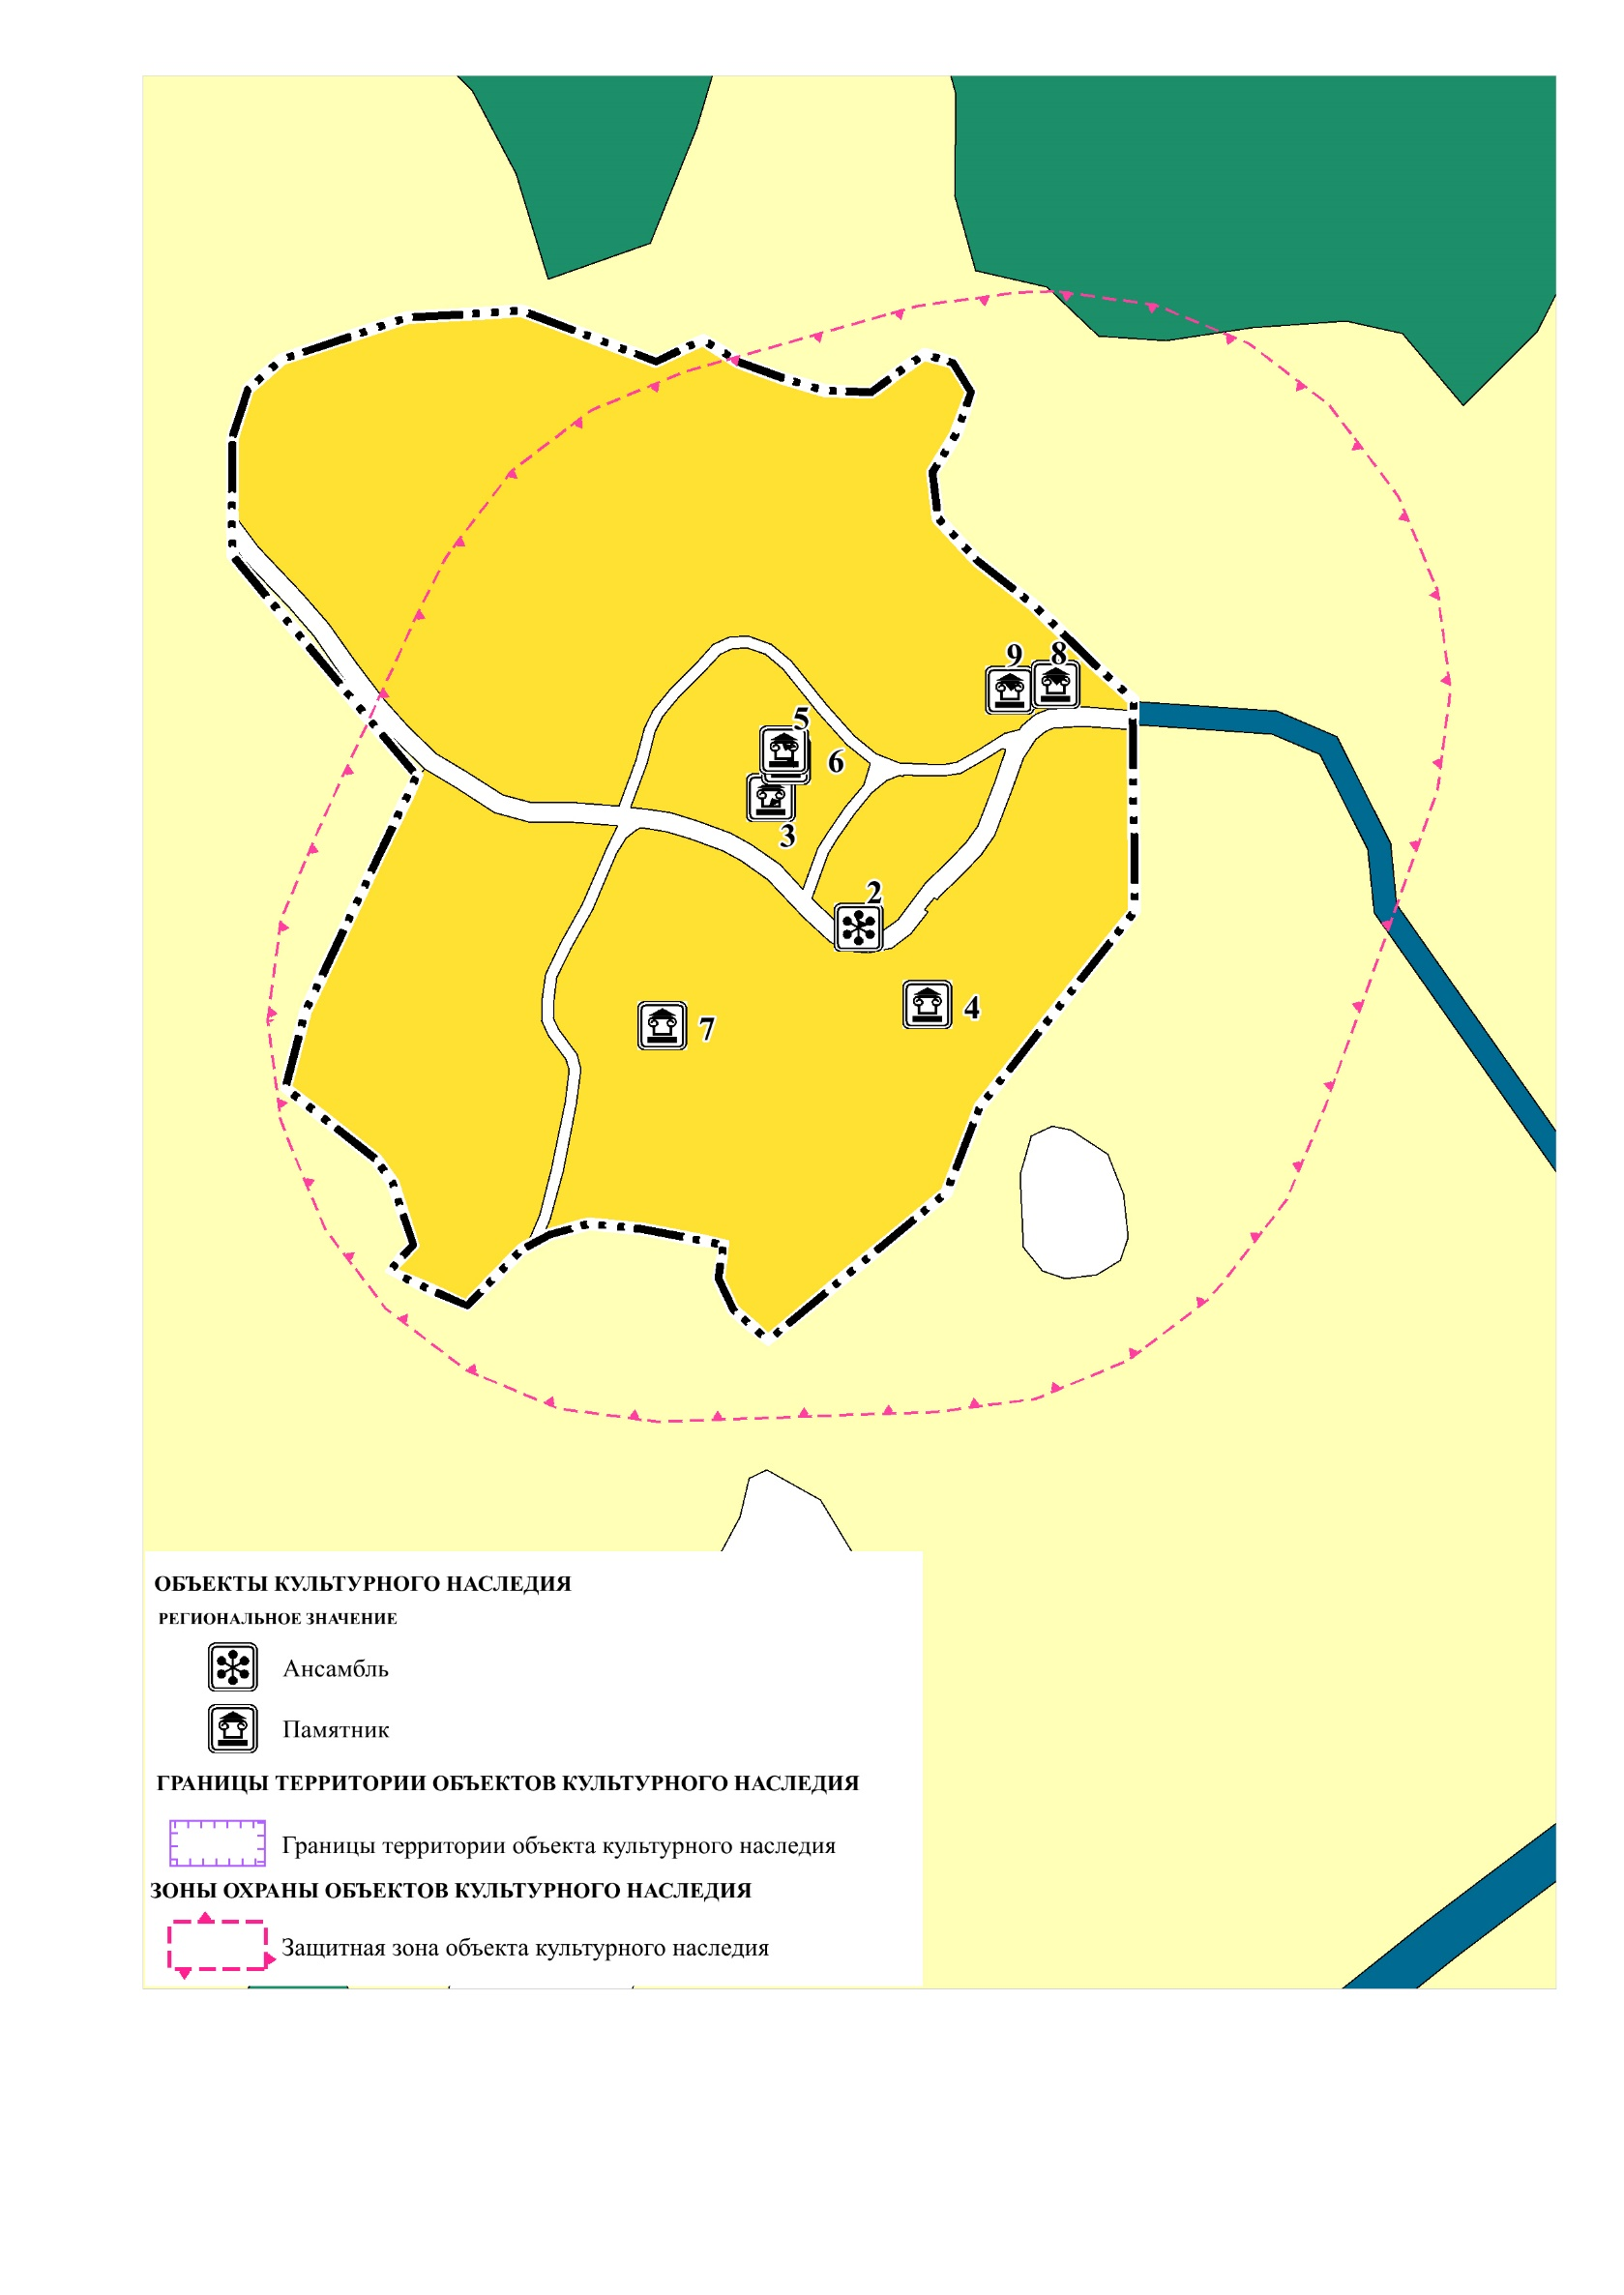 9 8
5
6
3
2
4
7
ОБЪЕКТЫ КУЛЬТУРНОГО НАСЛЕДИЯ
РЕГИОНАЛЬНОЕ ЗНАЧЕНИЕ
Ансамбль
Памятник
ГРАНИЦЫ ТЕРРИТОРИИ ОБЪЕКТОВ КУЛЬТУРНОГО НАСЛЕДИЯ
Границы территории объекта культурного наследия
ЗОНЫ ОХРАНЫ ОБЪЕКТОВ КУЛЬТУРНОГО НАСЛЕДИЯ
Защитная зона объекта культурного наследия